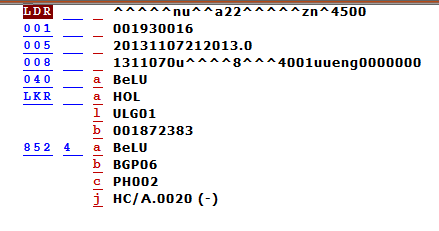 LDR ^^^^^nu^^a22^^^^^zn^4500
001 001930016
005 20131107212013.0
008 1311070u^^^^8^^^4001uueng0000000
040 a BeLU
LKR a HOL
l ULG01
b 001872383
852 4 a BeLU
b BGP06
c PH002
j HC/A.0020 (-)